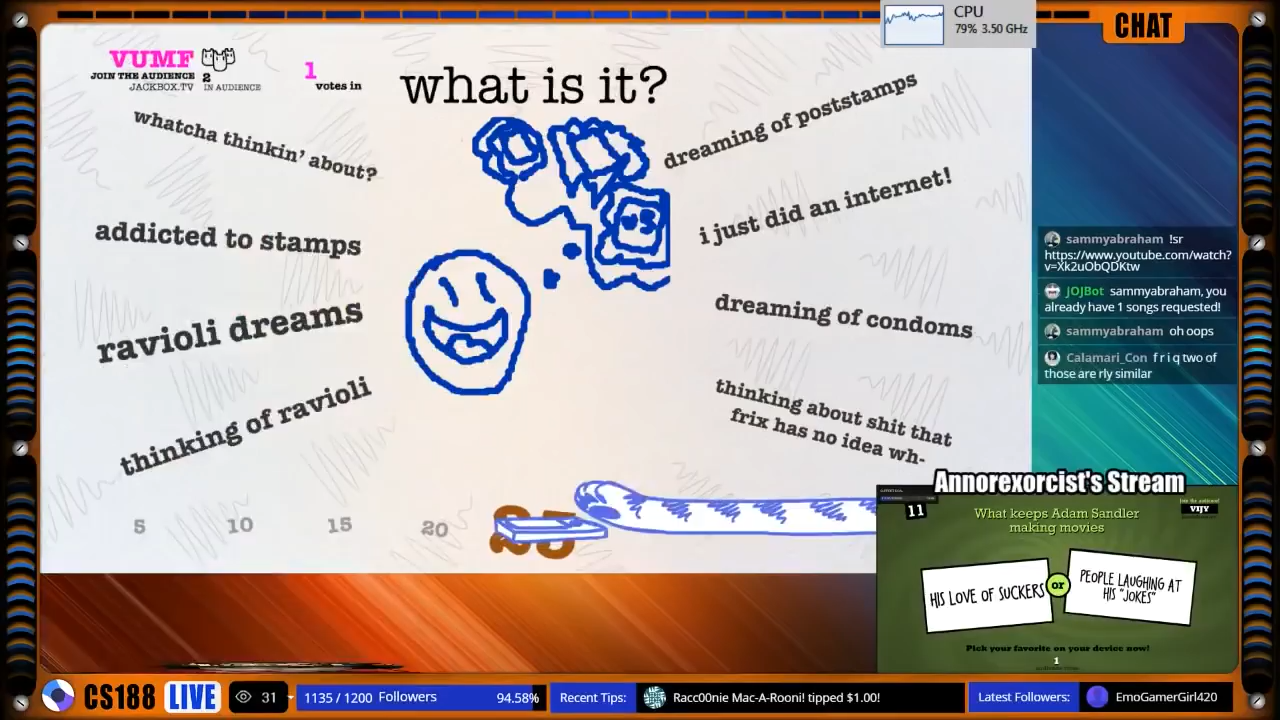 CPU
79% 3.50 GHz
CHAT
VUMF
JOIN THE AUDIENCE
JACKBOX.TV
2
IN AUDIENCE
1
votes in
what is it?
whatcha thinkin' about?
addicted to stamps
ravioli dreams
thinking of ravioli
dreaming of poststamps
i just did an internet!
dreaming of condoms
thinking about shit that
frix has no idea wh-
5 10 15 20 25
sammyabraham !sr
https://www.youtube.com/watch?
v=Xk2uObQDKtw
JOJBot sammyabraham, you
already have 1 songs requested!
sammyabraham oh oops
Calamari_Con f r i q two of
those are rly similar
Annorexorcist's Stream
11
What keeps Adam Sandler
making movies
VIJY
HIS LOVE OF SUCKERS
or
PEOPLE LAUGHING AT
HIS "JOKES"
Pick your favorite on your device now!
1
CS188 LIVE
31
1135 / 1200 Followers 94.58%
Recent Tips: Racc00nie Mac-A-Rooni! tipped $1.00!
Latest Followers: EmoGamerGirl420